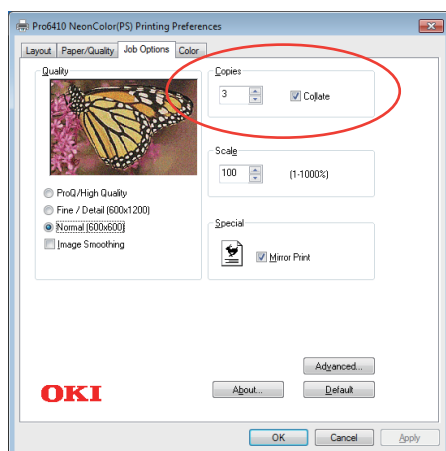 Pro6410 NeonColor(PS) Printing Preferences
Layout Paper/Quality Job Options Color
Quality
ProQ/High Quality
Fine / Detail (600x1200)
Normal (600x600)
Image Smoothing
Copies
3 Collate
Scale
100 (1-1000%)
Special
Mirror Print
Advanced...
OKI About... Default
OK Cancel Apply